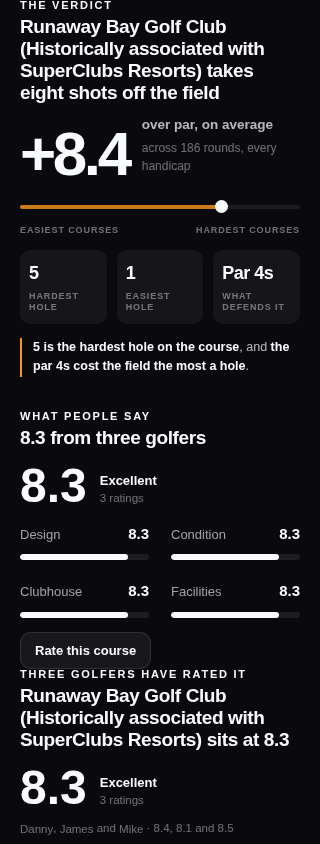 THE VERDICT
Runaway Bay Golf Club
(Historically associated with
SuperClubs Resorts) takes
eight shots off the field
+8.4
over par, on average
across 186 rounds, every
handicap
EASIEST COURSES
HARDEST COURSES
5
HARDEST
HOLE
1
EASIEST
HOLE
Par 4s
WHAT
DEFENDS IT
5 is the hardest hole on the course, and the
par 4s cost the field the most a hole.
WHAT PEOPLE SAY
8.3 from three golfers
8.3
Excellent
3 ratings
Design 8.3
Condition 8.3
Clubhouse 8.3
Facilities 8.3
Rate this course
THREE GOLFERS HAVE RATED IT
Runaway Bay Golf Club
(Historically associated with
SuperClubs Resorts) sits at 8.3
8.3
Excellent
3 ratings
Danny, James and Mike · 8.4, 8.1 and 8.5